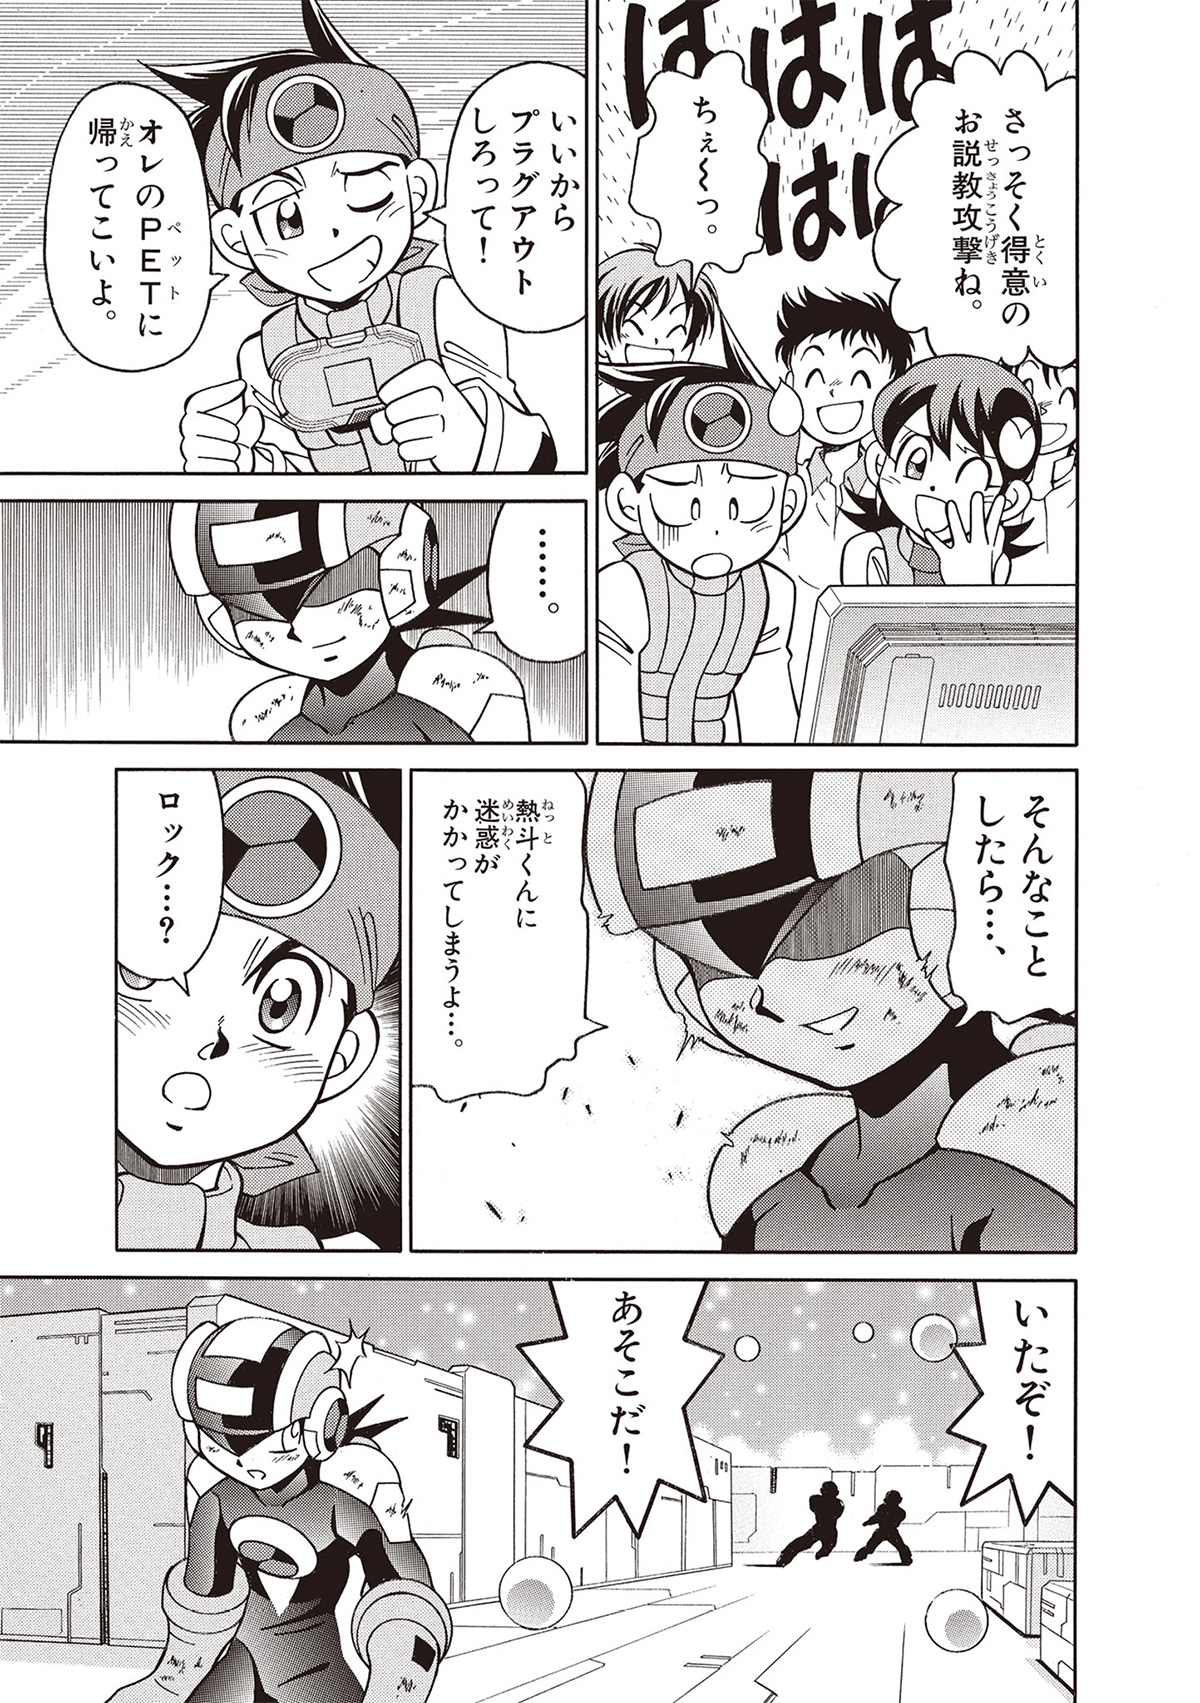 はははははは
さっそく得意の
お説教攻撃ね。
ちぇ～っ。
いいから
プラグアウト
しろって！
オレのPETに
帰ってこいよ。
………。
そんなこと
したら…、
熱斗くんに
迷惑が
かかってしまうよ…。
ロック…？
いたぞ！
あそこだ！